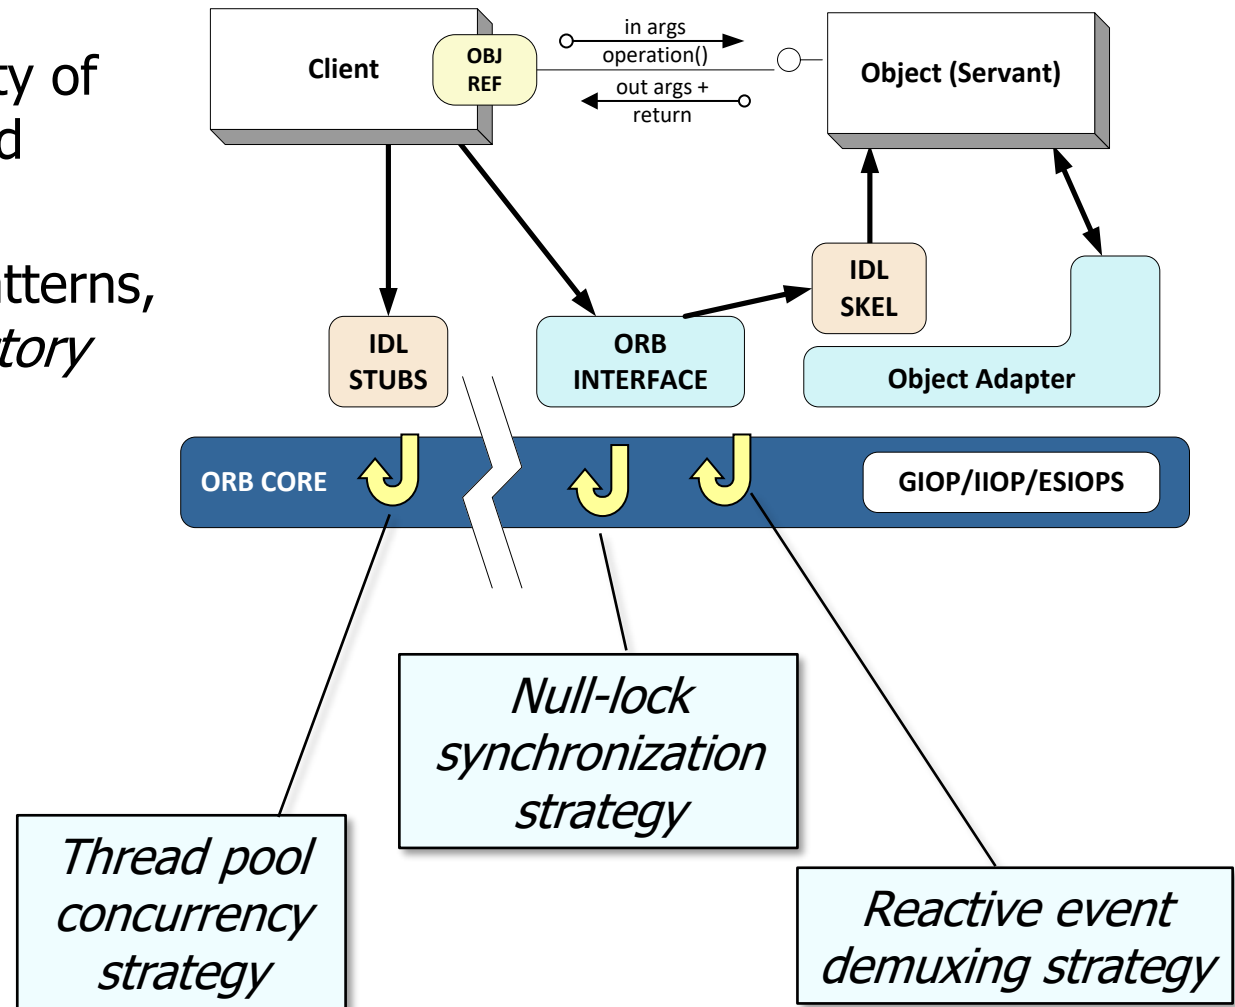 ty of
d
tterns,
tory
Client
OBJ
REF
in args
operation()
out args +
return
Object (Servant)
IDL
STUBS
ORB
INTERFACE
IDL
SKEL
Object Adapter
ORB CORE
GIOP/IIOP/ESIOPS
Null-lock
synchronization
strategy
Thread pool
concurrency
strategy
Reactive event
demuxing strategy